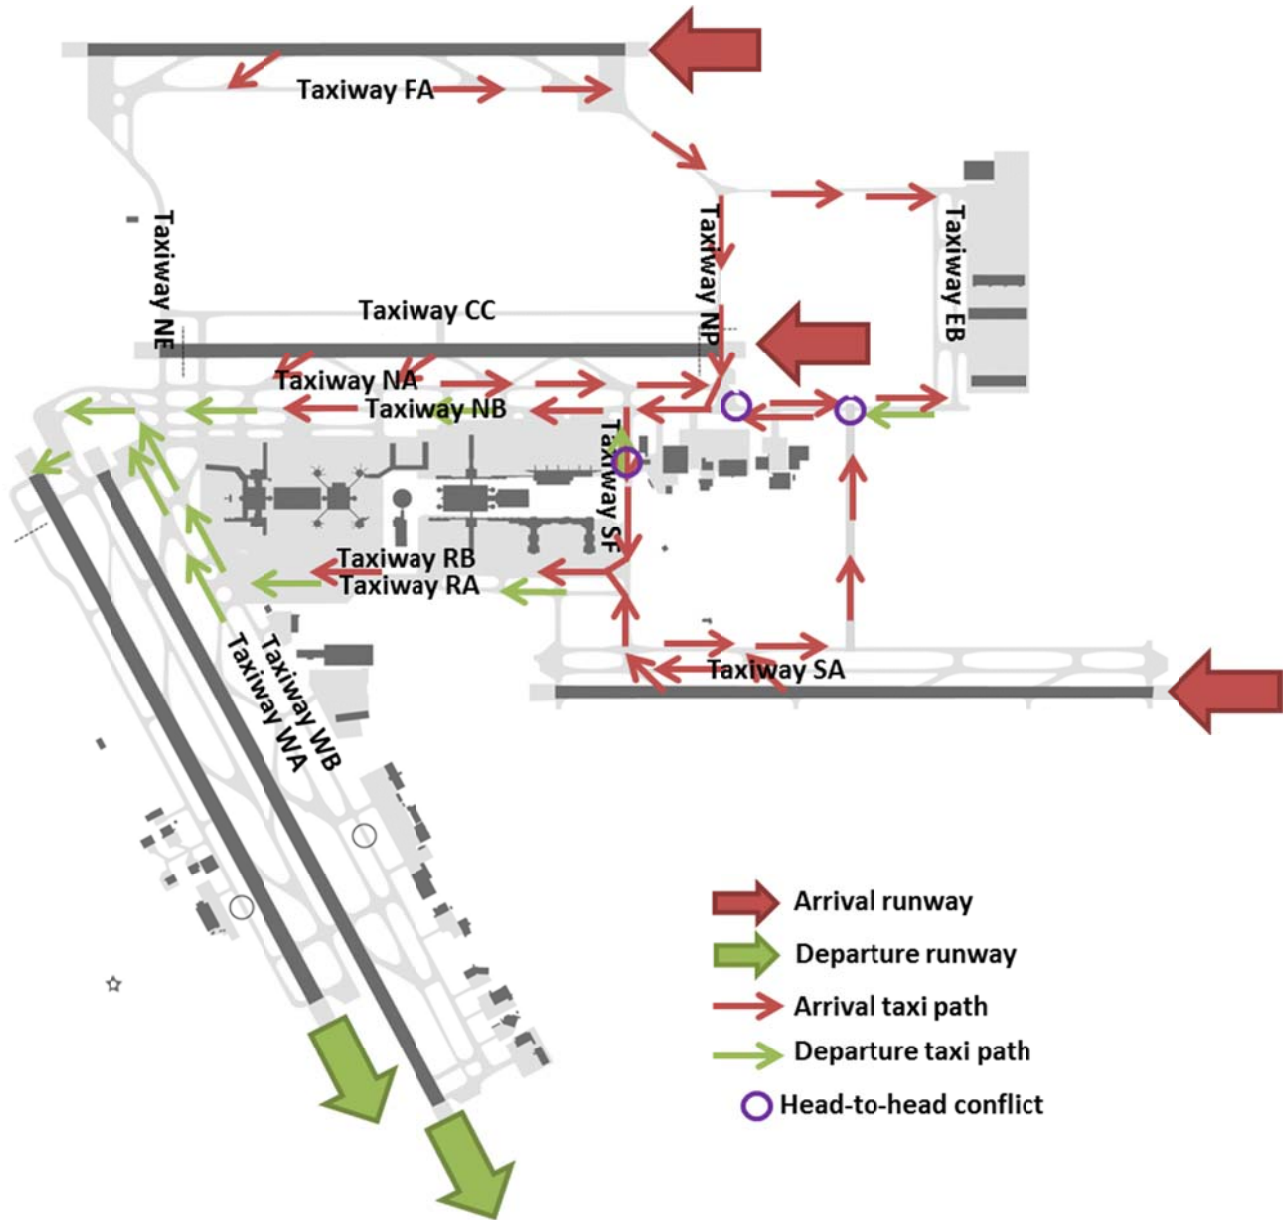 Taxiway FA
Taxiway NE
Taxiway NP
Taxiway EB
Taxiway CC
Taxiway NA
Taxiway NB
Taxiway SF
Taxiway RB
Taxiway RA
Taxiway SA
Taxiway WB
Taxiway WA
Arrival runway
Departure runway
Arrival taxi path
Departure taxi path
Head-to-head conflict